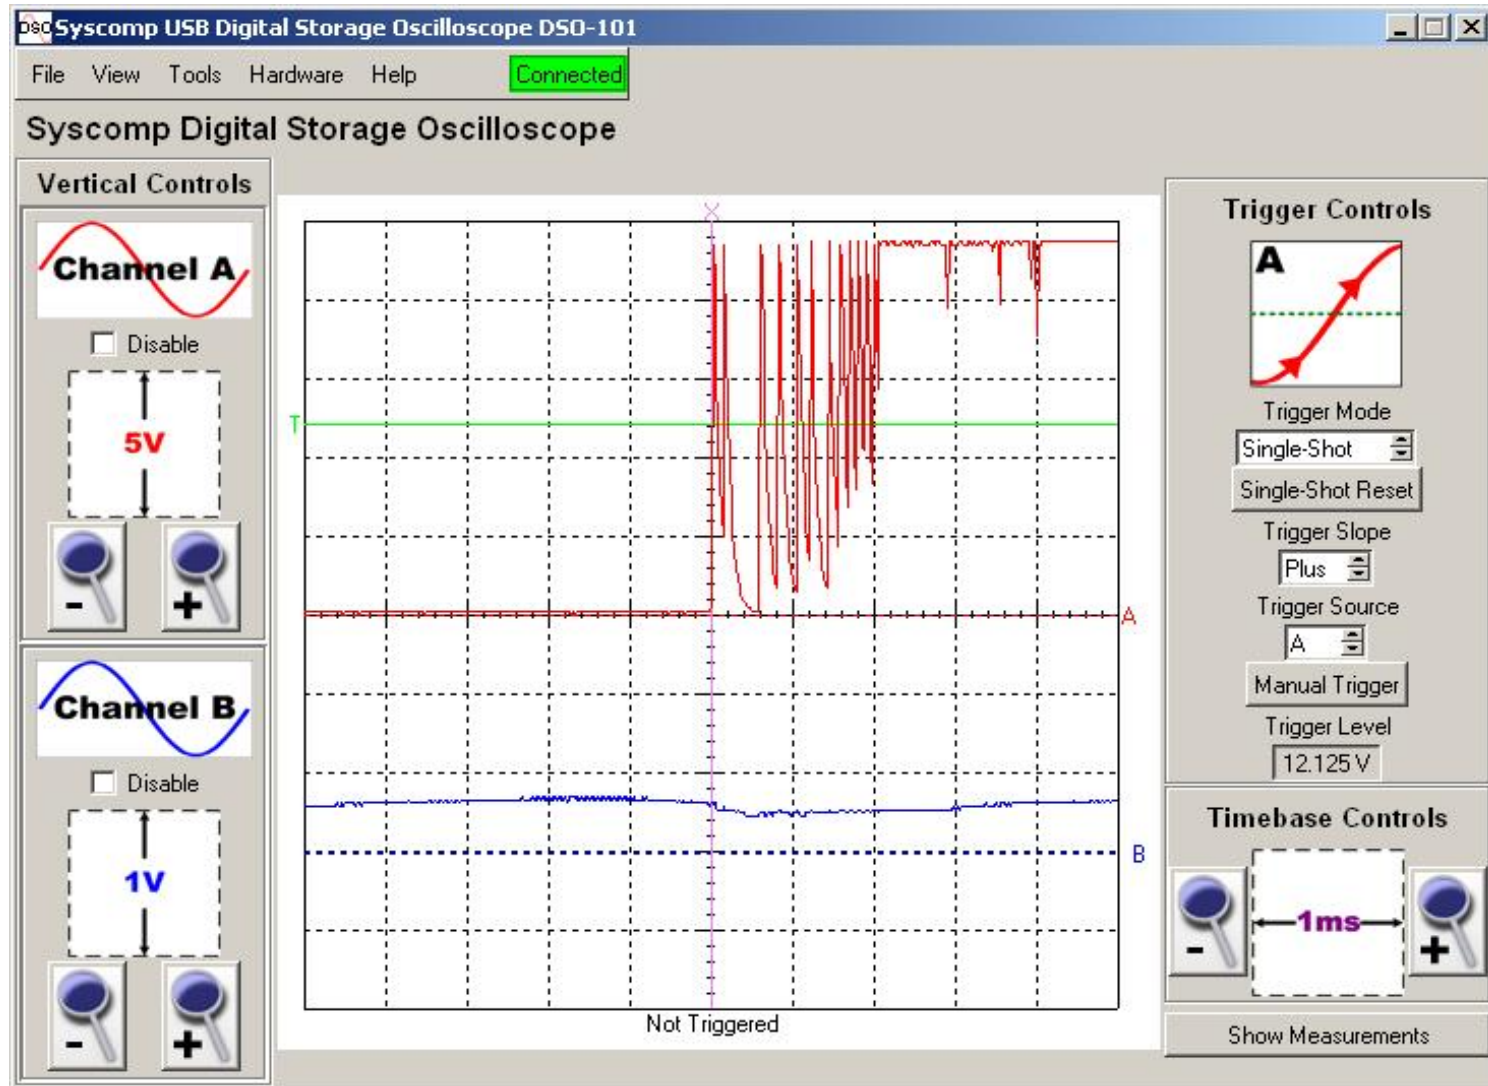 DSO Syscomp USB Digital Storage Oscilloscope DSO-101
File View Tools Hardware Help Connected
Syscomp Digital Storage Oscilloscope
Vertical Controls
Channel A
Disable
5V
- +
Channel B
Disable
1V
- +
X
T
A
B
Not Triggered
Trigger Controls
A
Trigger Mode
Single-Shot
Single-Shot Reset
Trigger Slope
Plus
Trigger Source
A
Manual Trigger
Trigger Level
12.125 V
Timebase Controls
- 1ms +
Show Measurements